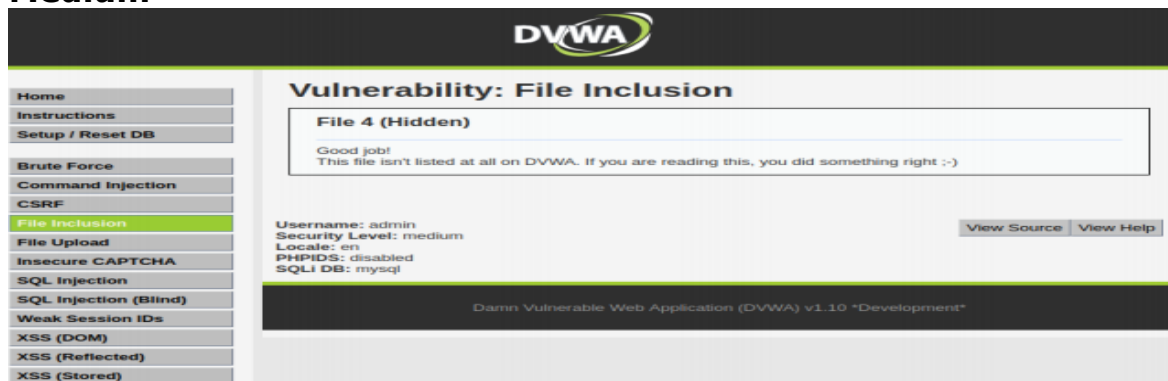 Medium
DVWA
Home
Instructions
Setup / Reset DB
Brute Force
Command Injection
CSRF
File Inclusion
File Upload
Insecure CAPTCHA
SQL Injection
SQL Injection (Blind)
Weak Session IDs
XSS (DOM)
XSS (Reflected)
XSS (Stored)
Vulnerability: File Inclusion
File 4 (Hidden)
Good job!
This file isn't listed at all on DVWA. If you are reading this, you did something right ;-)
Username: admin
Security Level: medium
Locale: en
PHPIDS: disabled
SQLi DB: mysql
View Source View Help
Damn Vulnerable Web Application (DVWA) v1.10 *Development*